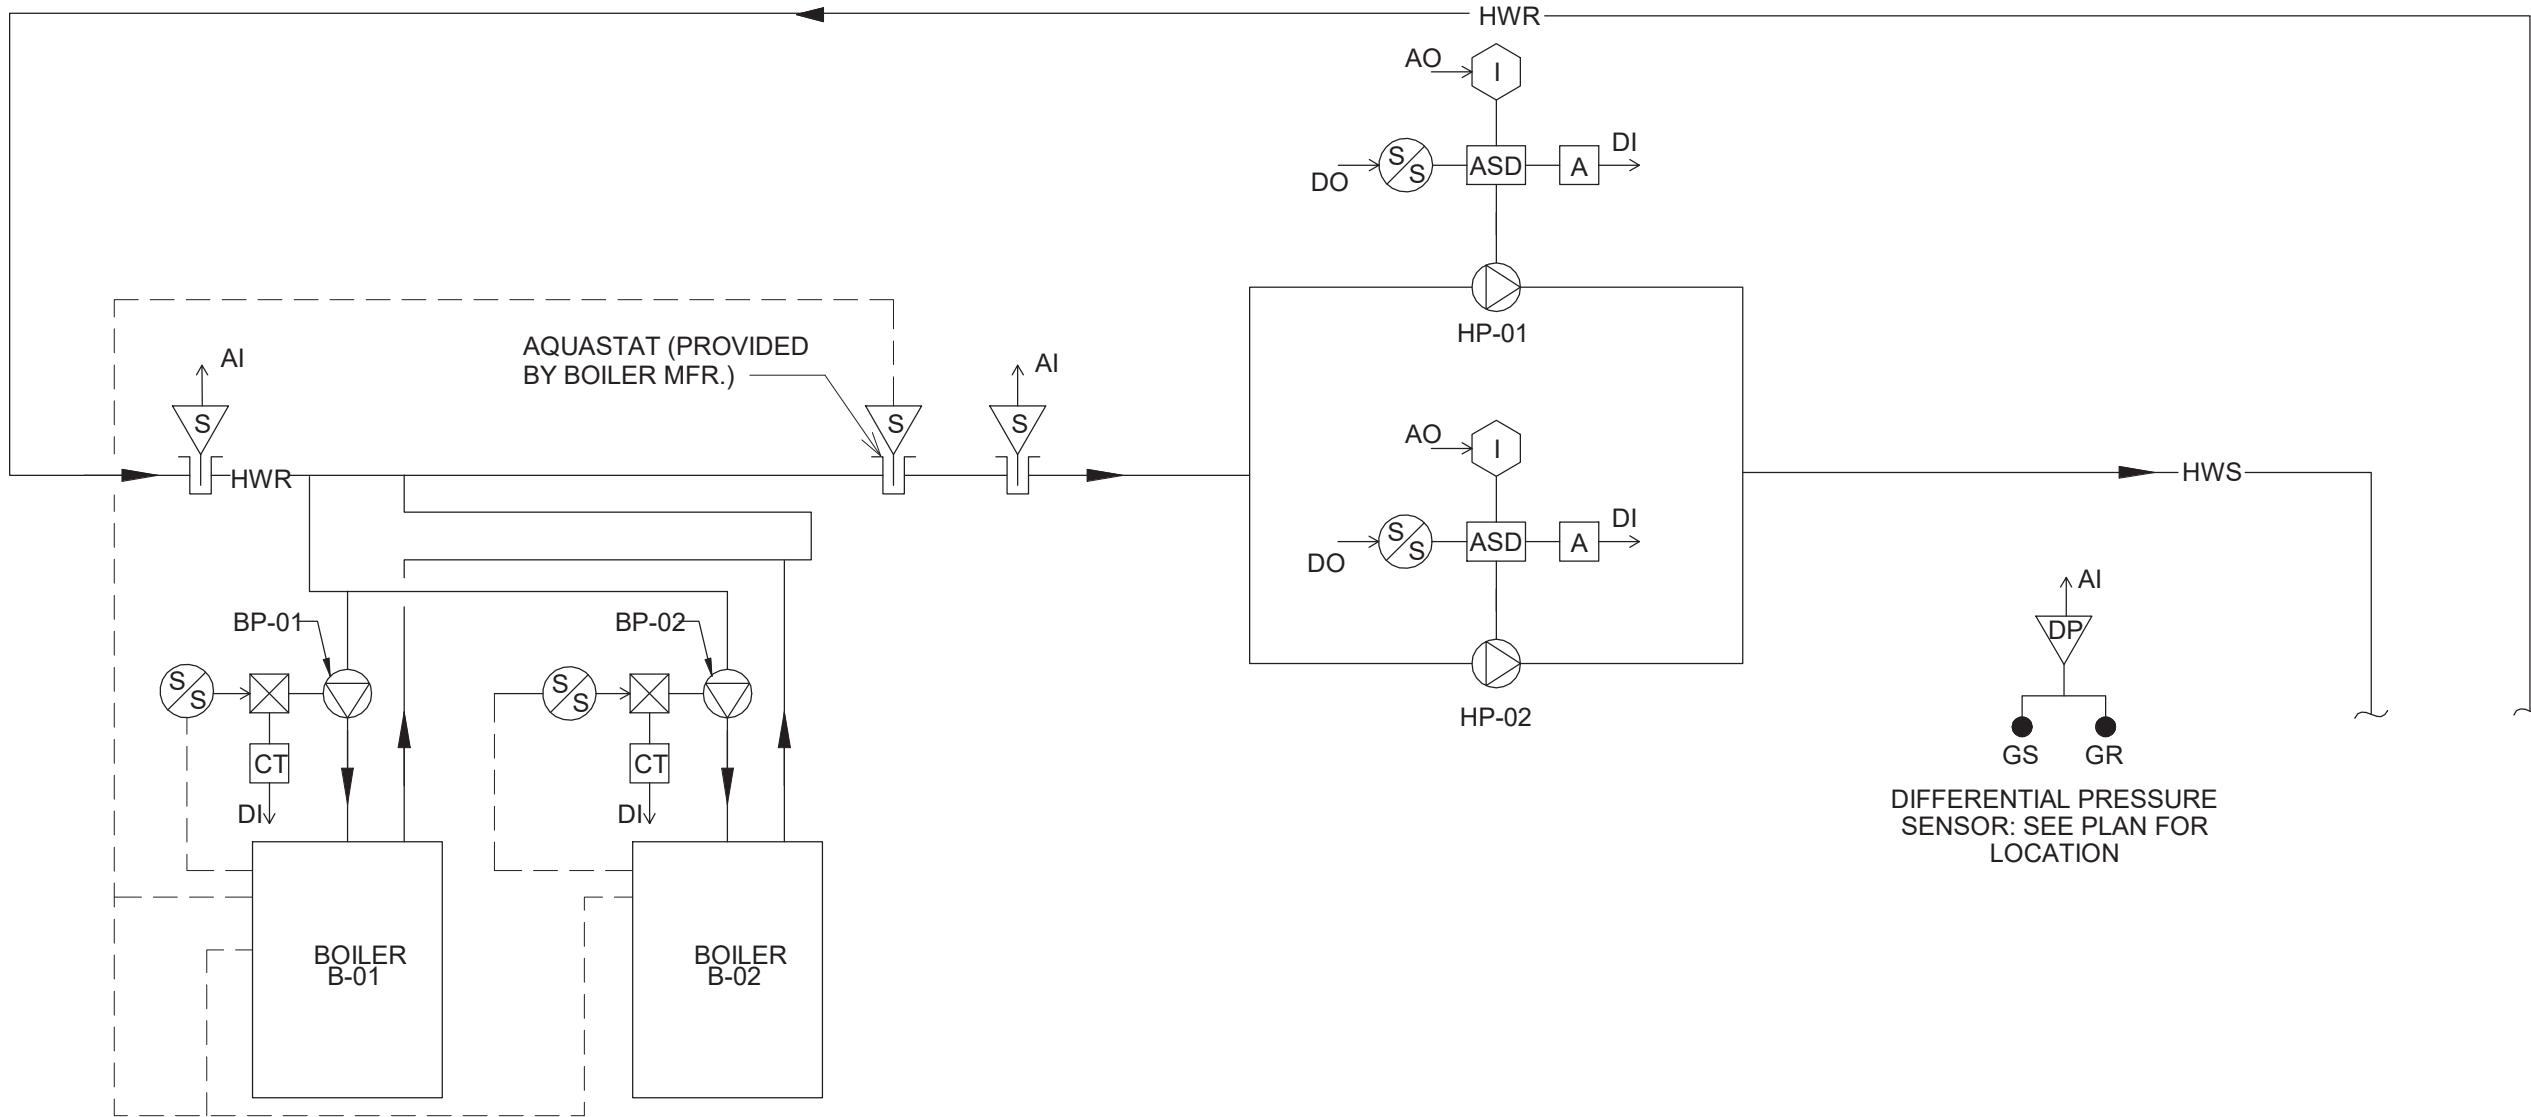 HWR
AO
I
DO
S
S
ASD
A
DI
HP-01
AQUASTAT (PROVIDED
BY BOILER MFR.)
AI
S
HWR
S
AI
S
AO
I
DO
S
S
ASD
A
DI
HP-02
HWS
AI
DP
GS
GR
DIFFERENTIAL PRESSURE
SENSOR: SEE PLAN FOR
LOCATION
BP-01
S
S
CT
DI
BP-02
S
S
CT
DI
BOILER
B-01
BOILER
B-02